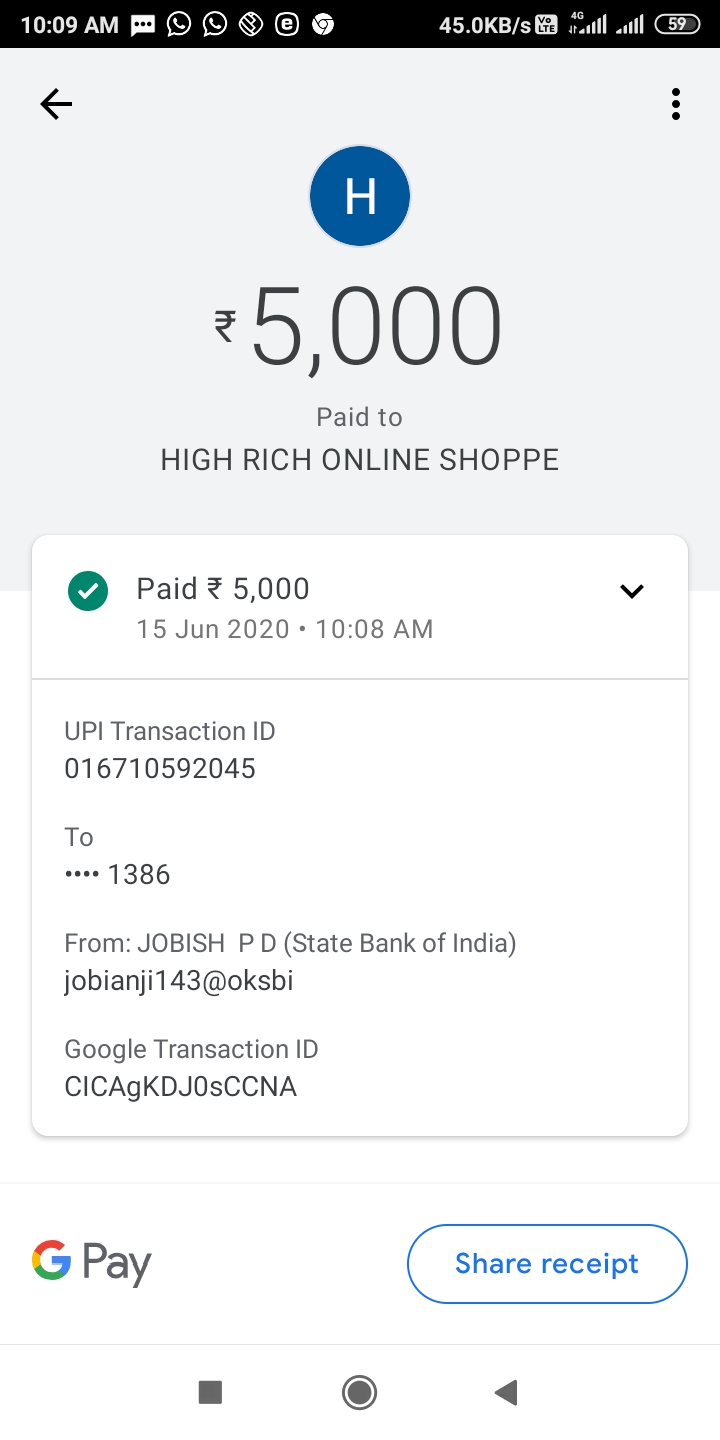 10:09 AM
45.0KB/s Vo LTE 4G 59
H
₹5,000
Paid to
HIGH RICH ONLINE SHOPPE
Paid ₹ 5,000
15 Jun 2020 • 10:08 AM
UPI Transaction ID
016710592045
To
•••• 1386
From: JOBISH  P D (State Bank of India)
jobianji143@oksbi
Google Transaction ID
CICAgKDJ0sCCNA
G Pay
Share receipt